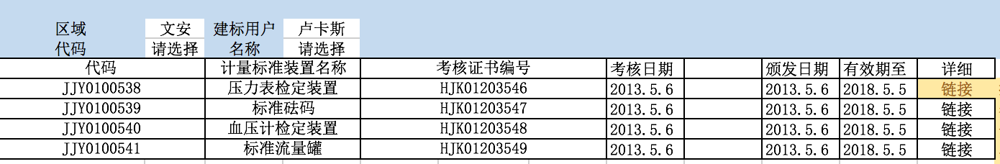 区域 文安 建标用户 卢卡斯
代码 请选择 名称 请选择
代码 计量标准装置名称 考核证书编号 考核日期 颁发日期 有效期至 详细
JJY0100538 压力表检定装置 HJK01203546 2013.5.6 2013.5.6 2018.5.5 链接
JJY0100539 标准砝码 HJK01203547 2013.5.6 2013.5.6 2018.5.5 链接
JJY0100540 血压计检定装置 HJK01203548 2013.5.6 2013.5.6 2018.5.5 链接
JJY0100541 标准流量罐 HJK01203549 2013.5.6 2013.5.6 2018.5.5 链接